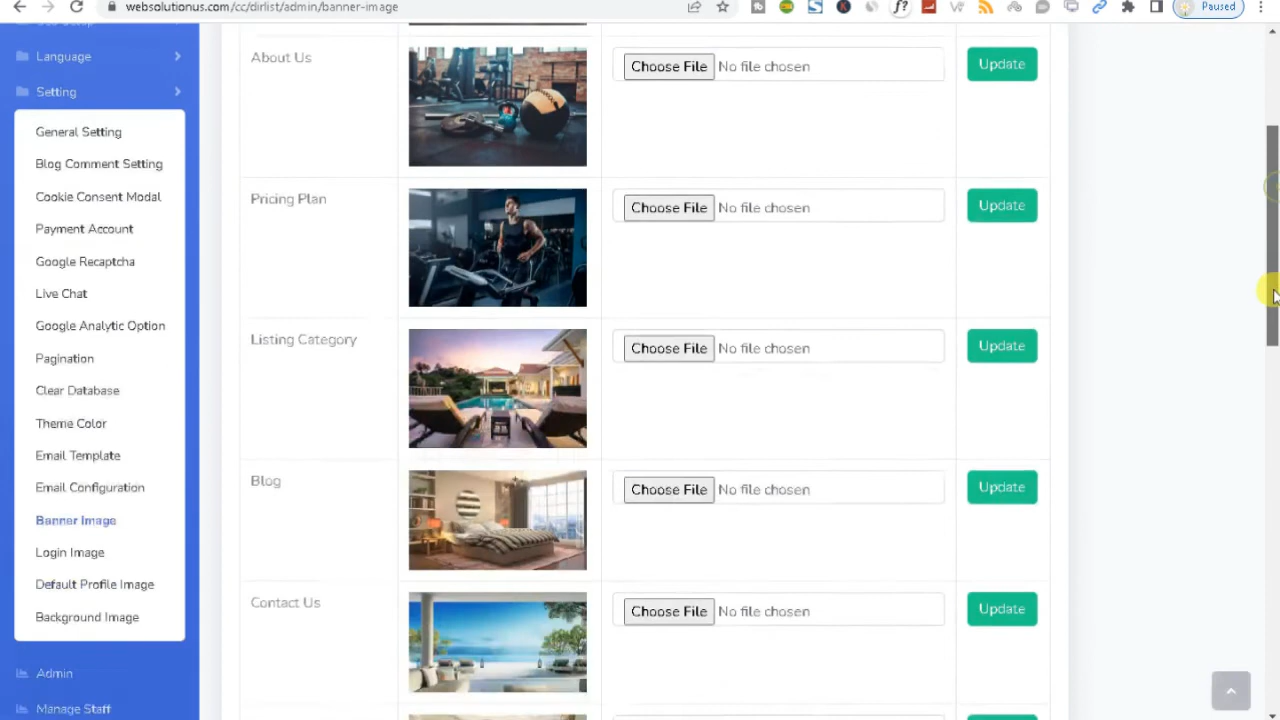 websolutionus.com/cc/dirlist/admin/banner-image
Paused
Language
Setting
General Setting
Blog Comment Setting
Cookie Consent Modal
Payment Account
Google Recaptcha
Live Chat
Google Analytic Option
Pagination
Clear Database
Theme Color
Email Template
Email Configuration
Banner Image
Login Image
Default Profile Image
Background Image
Admin
Manage Staff
About Us
Choose File No file chosen
Update
Pricing Plan
Choose File No file chosen
Update
Listing Category
Choose File No file chosen
Update
Blog
Choose File No file chosen
Update
Contact Us
Choose File No file chosen
Update